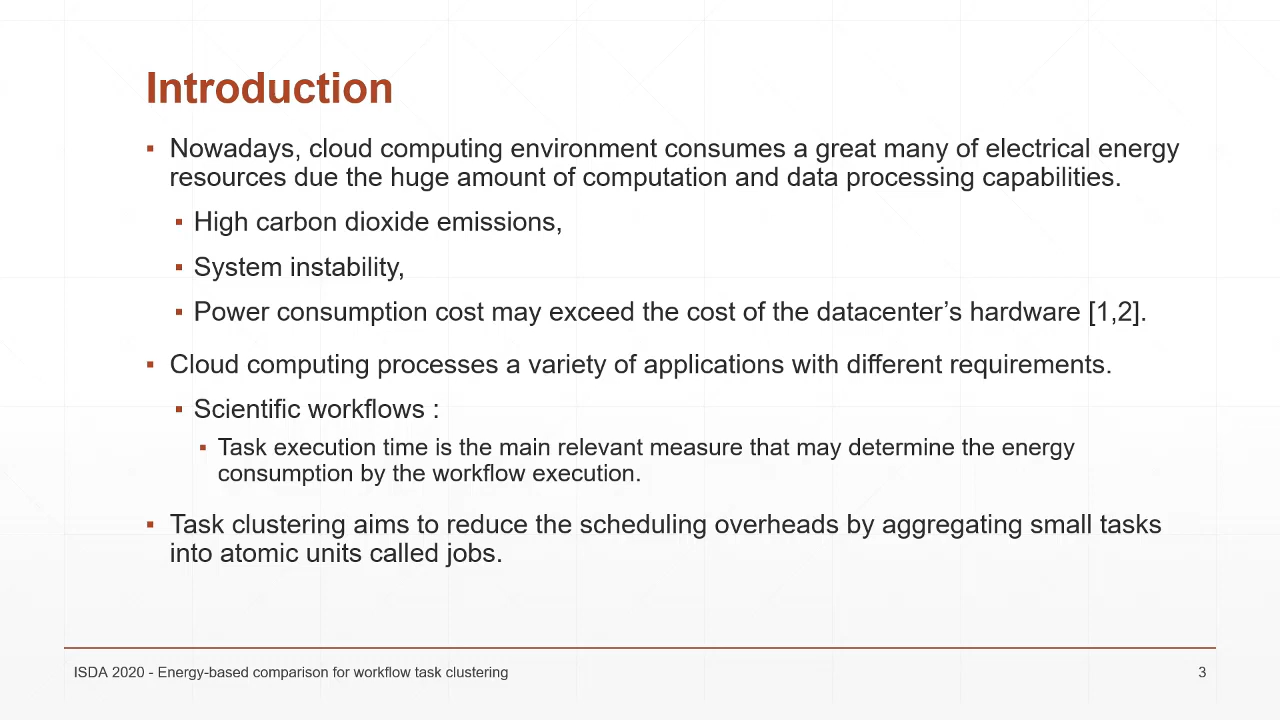 Introduction
▪ Nowadays, cloud computing environment consumes a great many of electrical energy
resources due the huge amount of computation and data processing capabilities.
▪ High carbon dioxide emissions,
▪ System instability,
▪ Power consumption cost may exceed the cost of the datacenter’s hardware [1,2].
▪ Cloud computing processes a variety of applications with different requirements.
▪ Scientific workflows :
▪ Task execution time is the main relevant measure that may determine the energy
consumption by the workflow execution.
▪ Task clustering aims to reduce the scheduling overheads by aggregating small tasks
into atomic units called jobs.
ISDA 2020 - Energy-based comparison for workflow task clustering
3